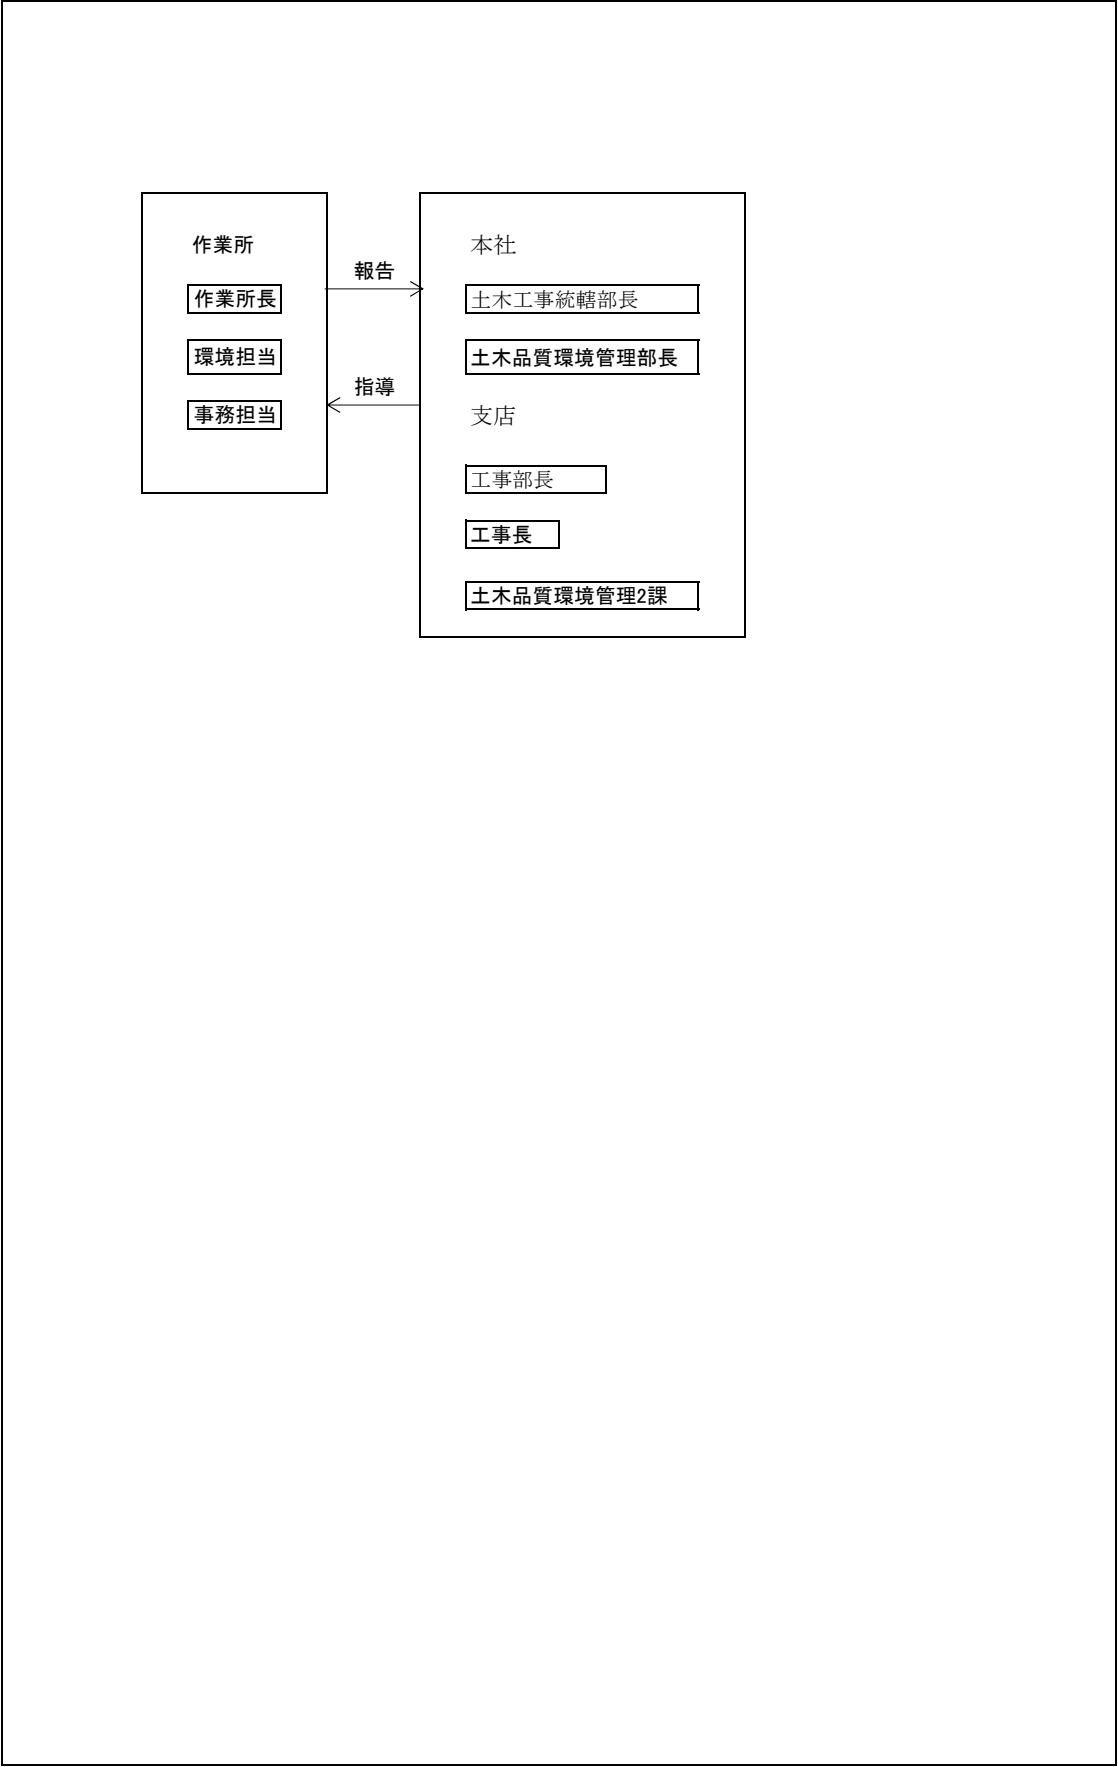 作業所
作業所長
環境担当
事務担当
報告
指導
本社
土木工事統轄部長
土木品質環境管理部長
支店
工事部長
工事長
土木品質環境管理2課